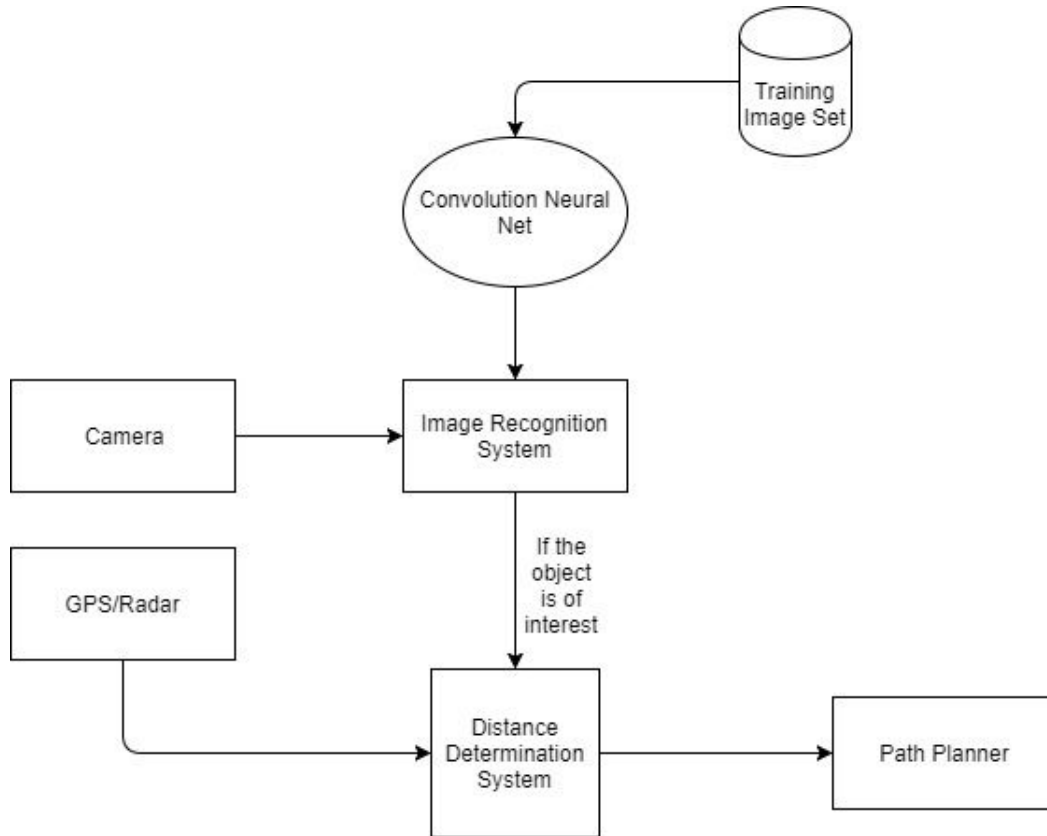 Training
Image Set
Convolution Neural
Net
Camera
Image Recognition
System
If the
object
is of
interest
GPS/Radar
Distance
Determination
System
Path Planner